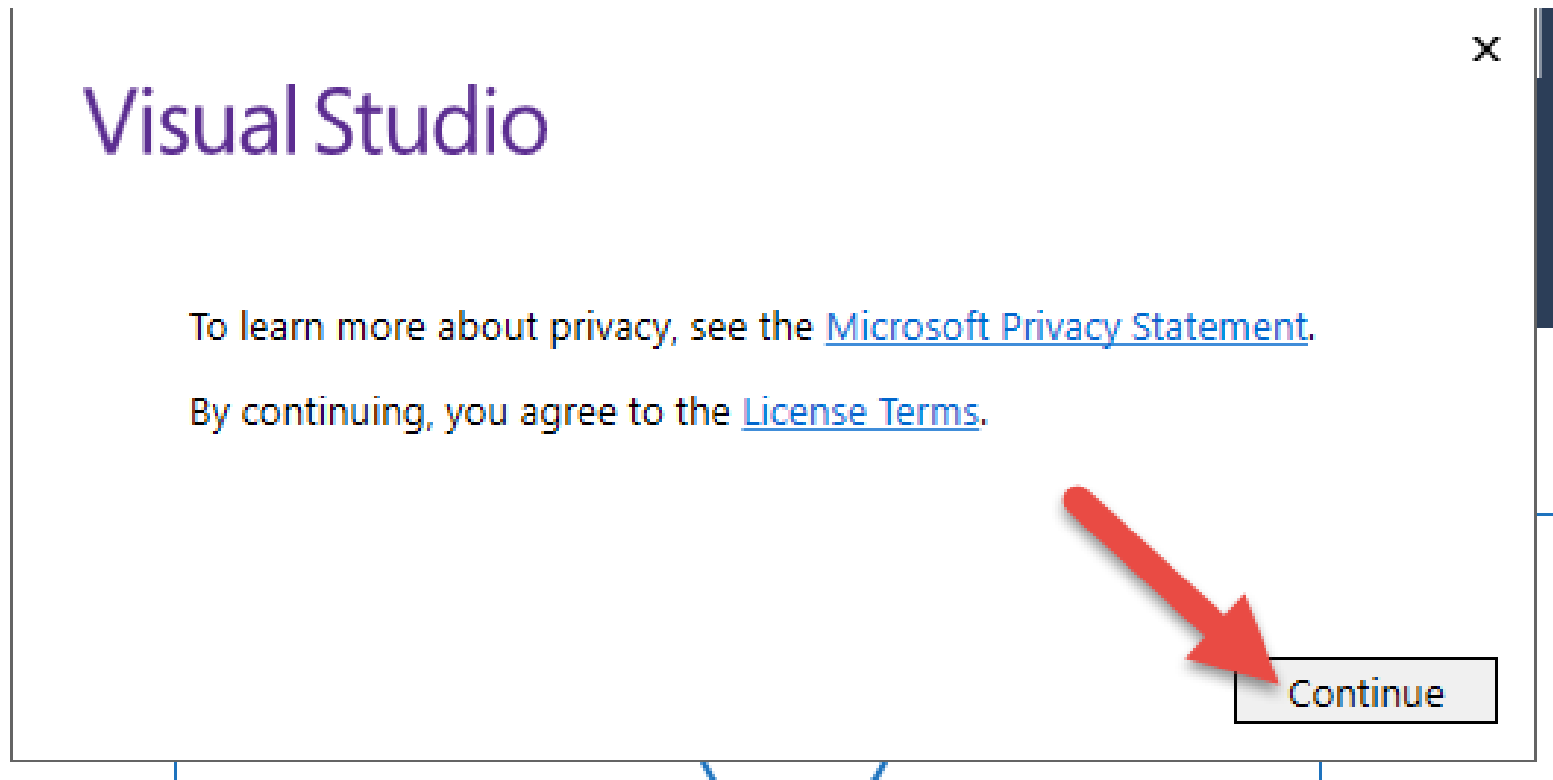 Visual Studio
To learn more about privacy, see the Microsoft Privacy Statement.
By continuing, you agree to the License Terms.
Continue